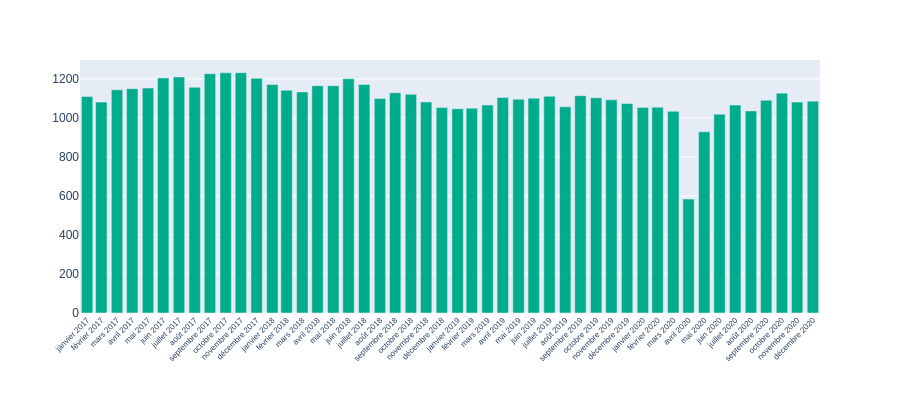 1200
1000
800
600
400
200
0
janvier 2017
février 2017
mars 2017
avril 2017
mai 2017
juin 2017
juillet 2017
août 2017
septembre 2017
octobre 2017
novembre 2017
décembre 2017
janvier 2018
février 2018
mars 2018
avril 2018
mai 2018
juin 2018
juillet 2018
août 2018
septembre 2018
octobre 2018
novembre 2018
décembre 2018
janvier 2019
février 2019
mars 2019
avril 2019
mai 2019
juin 2019
juillet 2019
août 2019
septembre 2019
octobre 2019
novembre 2019
décembre 2019
janvier 2020
février 2020
mars 2020
avril 2020
mai 2020
juin 2020
juillet 2020
août 2020
septembre 2020
octobre 2020
novembre 2020
décembre 2020